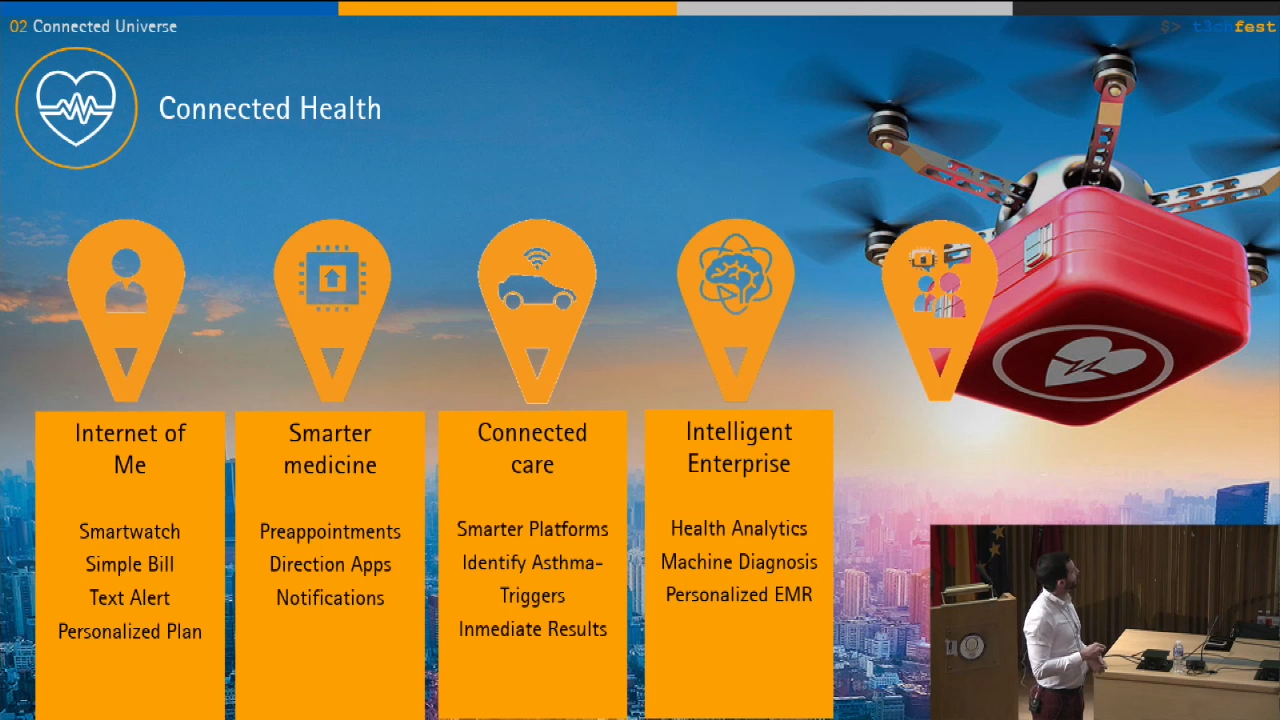 02 Connected Universe
$> t3chfest
Connected Health
Internet of
Me
Smartwatch
Simple Bill
Text Alert
Personalized Plan
Smarter
medicine
Preappointments
Direction Apps
Notifications
Connected
care
Smarter Platforms
Identify Asthma-
Triggers
Inmediate Results
Intelligent
Enterprise
Health Analytics
Machine Diagnosis
Personalized EMR